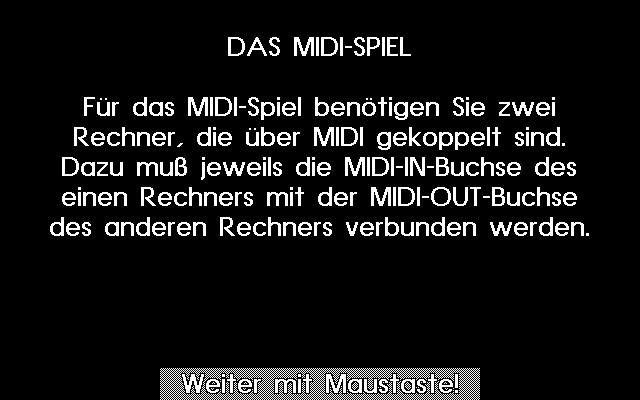 DAS MIDI-SPIEL
Für das MIDI-Spiel benötigen Sie zwei
Rechner, die über MIDI gekoppelt sind.
Dazu muß jeweils die MIDI-IN-Buchse des
einen Rechners mit der MIDI-OUT-Buchse
des anderen Rechners verbunden werden.
Weiter mit Maustaste!